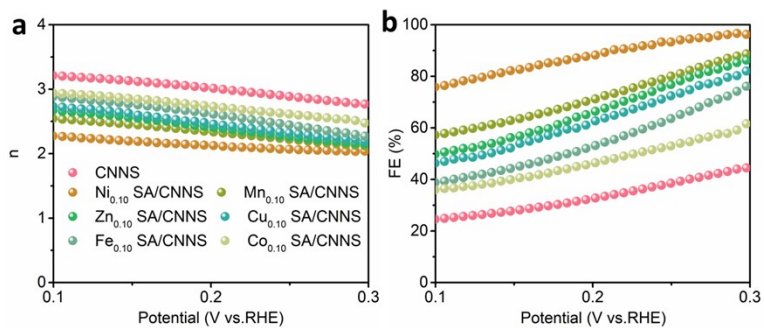 a
4
3
2
1
0
n
CNNS
Ni0.10 SA/CNNS Mn0.10 SA/CNNS
Zn0.10 SA/CNNS Cu0.10 SA/CNNS
Fe0.10 SA/CNNS Co0.10 SA/CNNS
0.1 0.2 0.3
Potential (V vs.RHE)
b
100
80
60
40
20
0
FE (%)
0.1 0.2 0.3
Potential (V vs.RHE)